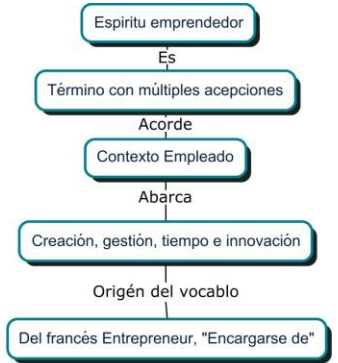 Espiritu emprendedor
Es
Término con múltiples acepciones
Acorde
Contexto Empleado
Abarca
Creación, gestión, tiempo e innovación
Origén del vocablo
Del francés Entrepreneur, "Encargarse de"